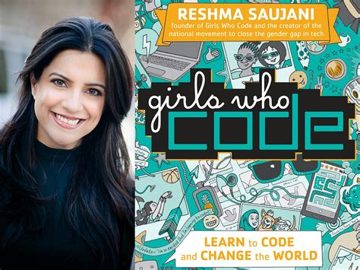 RESHMA SAUJANI
founder of Girls Who Code and the creator of the
national movement to close the gender gap in tech
girls who
code
LEARN to CODE
and CHANGE the WORLD